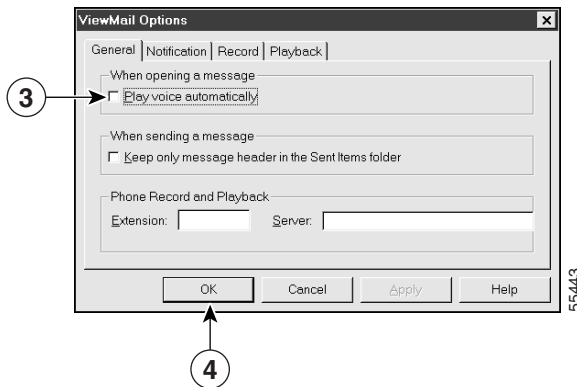 ViewMail Options
General Notification Record Playback
When opening a message
3
Play voice automatically
When sending a message
Keep only message header in the Sent Items folder
Phone Record and Playback
Extension: Server:
OK Cancel Apply Help
55443
4